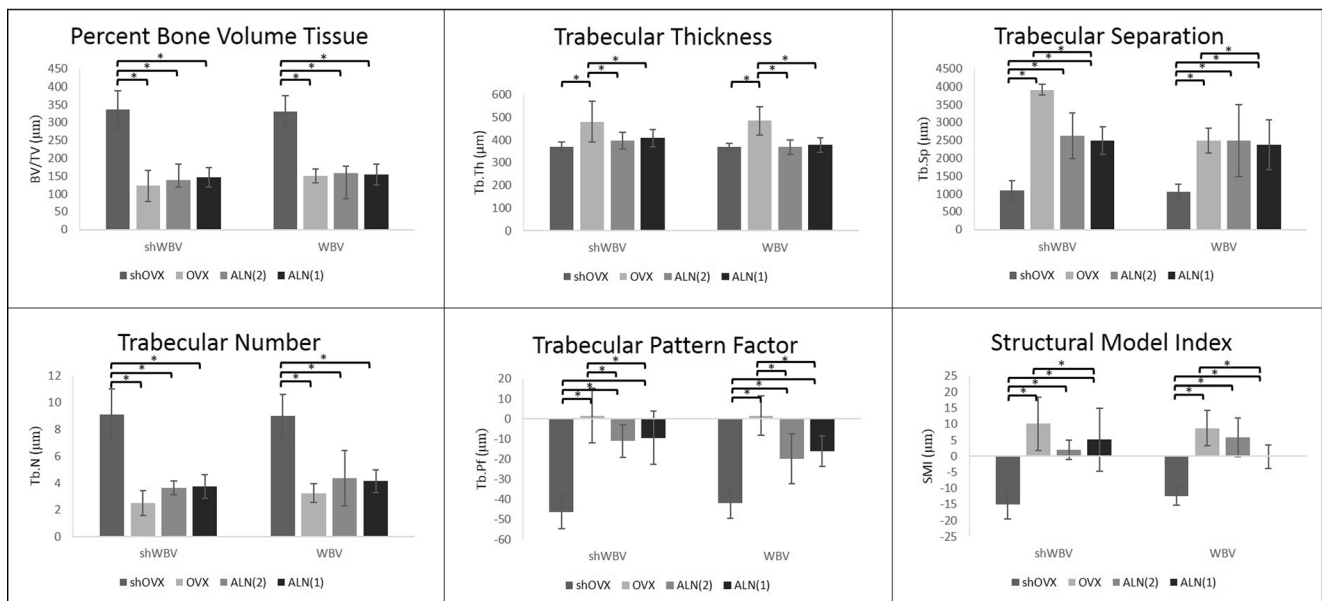 Percent Bone Volume Tissue
* * * * * *
450
400
350
300
250
200
150
100
50
0
BV/TV (μm)
shWBV WBV
shOVX OVX ALN(2) ALN(1)
Trabecular Thickness
* * * * * *
600
500
400
300
200
100
0
Tb.Th (μm)
shWBV WBV
shOVX OVX ALN(2) ALN(1)
Trabecular Separation
* * * * * * * *
4500
4000
3500
3000
2500
2000
1500
1000
500
0
Tb.Sp (μm)
shWBV WBV
shOVX OVX ALN(2) ALN(1)
Trabecular Number
* * * * * *
12
10
8
6
4
2
0
Tb.N (μm)
shWBV WBV
shOVX OVX ALN(2) ALN(1)
Trabecular Pattern Factor
* * * * * * * * * *
20
10
0
-10
-20
-30
-40
-50
-60
Tb.Pf (μm)
shWBV WBV
shOVX OVX ALN(2) ALN(1)
Structural Model Index
* * * * * * * *
25
20
15
10
5
0
-5
-10
-15
-20
-25
SMI (μm)
shWBV WBV
shOVX OVX ALN(2) ALN(1)